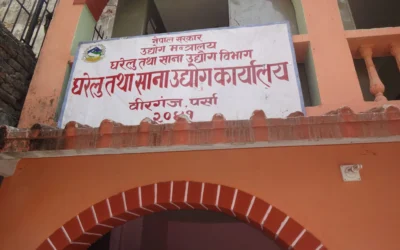 नेपाल सरकार
उद्योग मन्त्रालय
घरेलु तथा साना उद्योग विभाग
घरेलु तथा साना उद्योग कार्यालय
वीरगंज, पर्सा